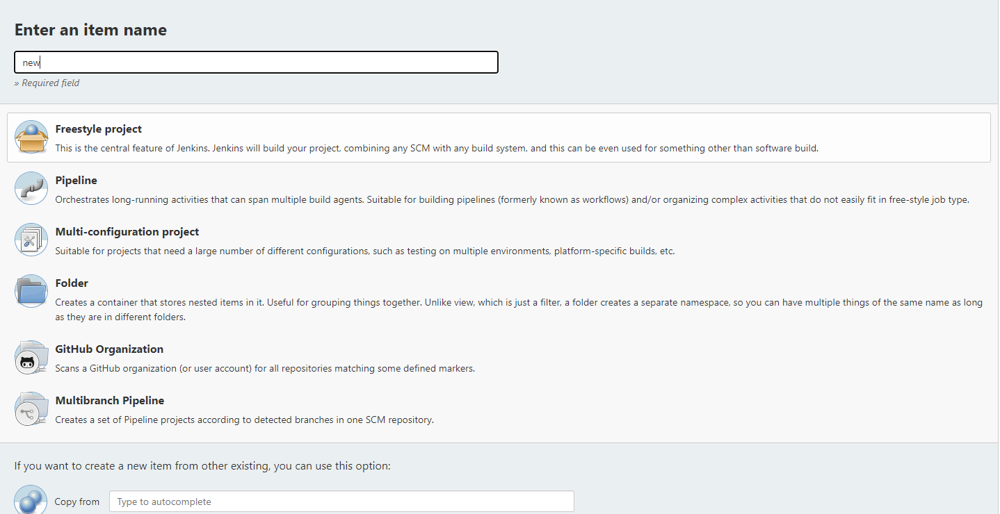 Enter an item name
new
» Required field
Freestyle project
This is the central feature of Jenkins. Jenkins will build your project, combining any SCM with any build system, and this can be even used for something other than software build.
Pipeline
Orchestrates long-running activities that can span multiple build agents. Suitable for building pipelines (formerly known as workflows) and/or organizing complex activities that do not easily fit in free-style job type.
Multi-configuration project
Suitable for projects that need a large number of different configurations, such as testing on multiple environments, platform-specific builds, etc.
Folder
Creates a container that stores nested items in it. Useful for grouping things together. Unlike view, which is just a filter, a folder creates a separate namespace, so you can have multiple things of the same name as long
as they are in different folders.
GitHub Organization
Scans a GitHub organization (or user account) for all repositories matching some defined markers.
Multibranch Pipeline
Creates a set of Pipeline projects according to detected branches in one SCM repository.
If you want to create a new item from other existing, you can use this option:
Copy from Type to autocomplete